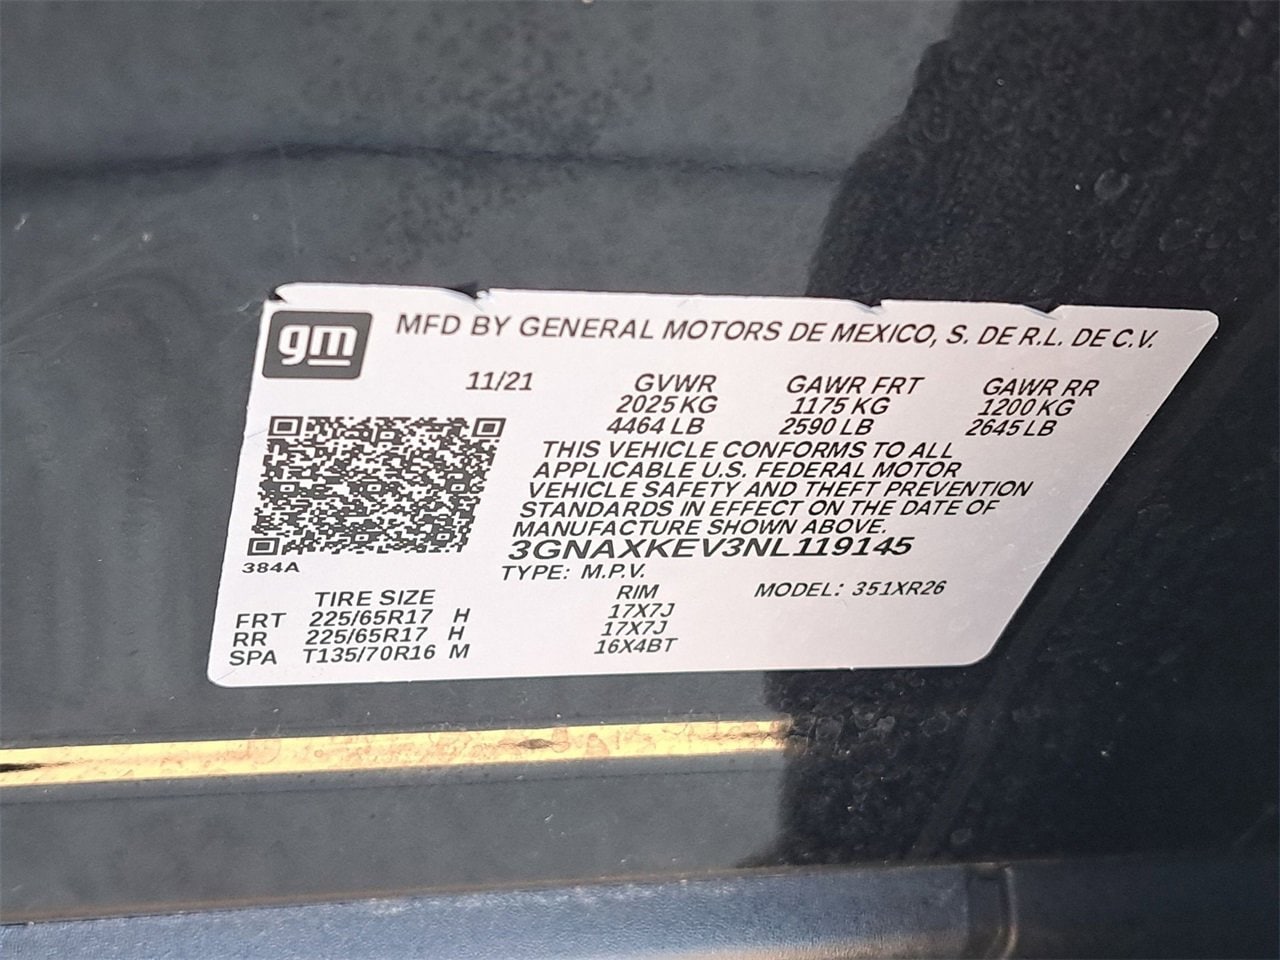 gm
MFD BY GENERAL MOTORS DE MEXICO, S. DE R.L. DE C.V.
11/21 GVWR GAWR FRT GAWR RR
2025 KG 1175 KG 1200 KG
4464 LB 2590 LB 2645 LB
THIS VEHICLE CONFORMS TO ALL
APPLICABLE U.S. FEDERAL MOTOR
VEHICLE SAFETY AND THEFT PREVENTION
STANDARDS IN EFFECT ON THE DATE OF
MANUFACTURE SHOWN ABOVE.
3GNAXKEV3NL119145
384A
TYPE: M.P.V. MODEL: 351XR26
TIRE SIZE RIM
FRT 225/65R17 H 17X7J
RR 225/65R17 H 17X7J
SPA T135/70R16 M 16X4BT